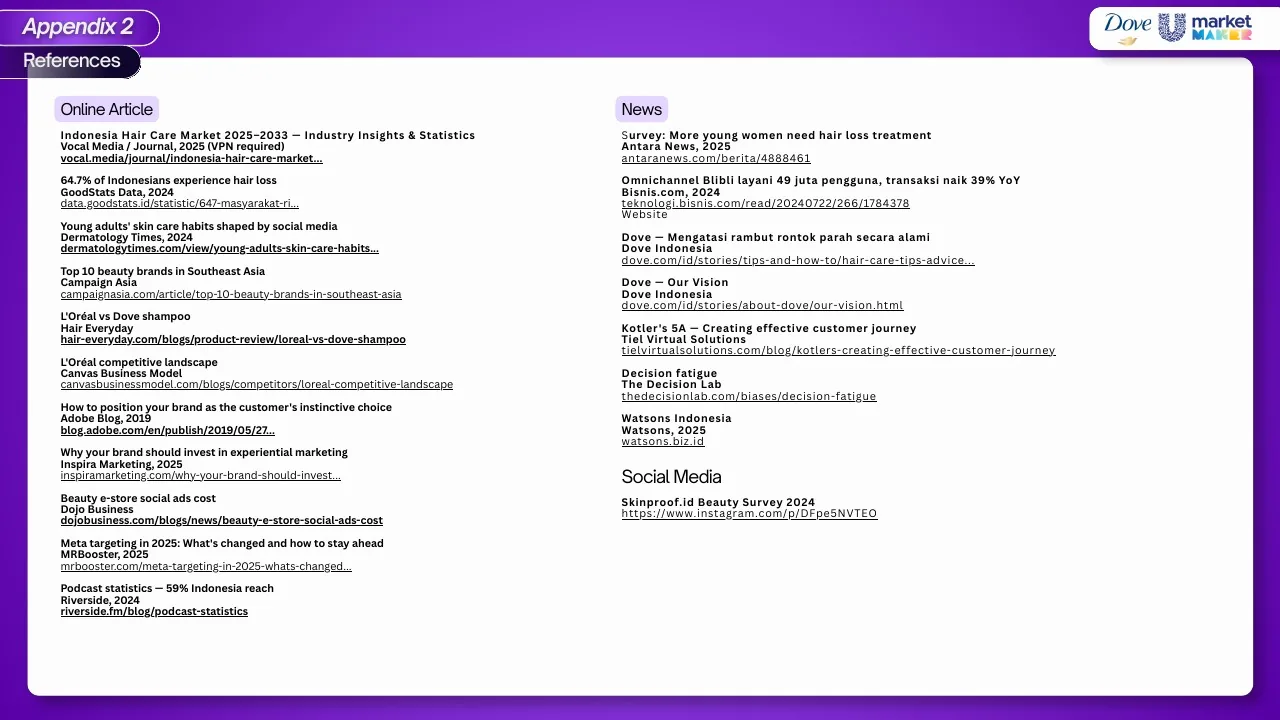 Appendix 2
References
Dove
market
MAKER
Online Article
Indonesia Hair Care Market 2025–2033 — Industry Insights & Statistics
Vocal Media / Journal, 2025 (VPN required)
vocal.media/journal/indonesia-hair-care-market...
64.7% of Indonesians experience hair loss
GoodStats Data, 2024
data.goodstats.id/statistic/647-masyarakat-ri...
Young adults' skin care habits shaped by social media
Dermatology Times, 2024
dermatologytimes.com/view/young-adults-skin-care-habits...
Top 10 beauty brands in Southeast Asia
Campaign Asia
campaignasia.com/article/top-10-beauty-brands-in-southeast-asia
L'Oréal vs Dove shampoo
Hair Everyday
hair-everyday.com/blogs/product-review/loreal-vs-dove-shampoo
L'Oréal competitive landscape
Canvas Business Model
canvasbusinessmodel.com/blogs/competitors/loreal-competitive-landscape
How to position your brand as the customer's instinctive choice
Adobe Blog, 2019
blog.adobe.com/en/publish/2019/05/27...
Why your brand should invest in experiential marketing
Inspira Marketing, 2025
inspiramarketing.com/why-your-brand-should-invest...
Beauty e-store social ads cost
Dojo Business
dojobusiness.com/blogs/news/beauty-e-store-social-ads-cost
Meta targeting in 2025: What's changed and how to stay ahead
MRBooster, 2025
mrbooster.com/meta-targeting-in-2025-whats-changed...
Podcast statistics — 59% Indonesia reach
Riverside, 2024
riverside.fm/blog/podcast-statistics
News
Survey: More young women need hair loss treatment
Antara News, 2025
antaranews.com/berita/4888461
Omnichannel Blibli layani 49 juta pengguna, transaksi naik 39% YoY
Bisnis.com, 2024
teknologi.bisnis.com/read/20240722/266/1784378
Website
Dove — Mengatasi rambut rontok parah secara alami
Dove Indonesia
dove.com/id/stories/tips-and-how-to/hair-care-tips-advice...
Dove — Our Vision
Dove Indonesia
dove.com/id/stories/about-dove/our-vision.html
Kotler's 5A — Creating effective customer journey
Tiel Virtual Solutions
tielvirtualsolutions.com/blog/kotlers-creating-effective-customer-journey
Decision fatigue
The Decision Lab
thedecisionlab.com/biases/decision-fatigue
Watsons Indonesia
Watsons, 2025
watsons.biz.id
Social Media
Skinproof.id Beauty Survey 2024
https://www.instagram.com/p/DFpe5NVTEO